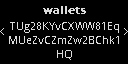 wallets
< TUg28KYvCXWW81Eq >
MUeZvCZmZw2BChk1
HQ